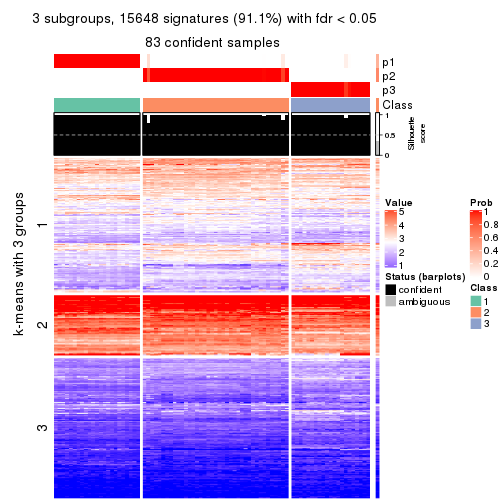 3 subgroups, 15648 signatures (91.1%) with fdr < 0.05
83 confident samples
p1
p2
p3
Class
1
0.5
0
Silhouette
score
k-means with 3 groups
1
2
3
Value
5
4
3
2
1
Status (barplots)
confident
ambiguous
Prob
1
0.8
0.6
0.4
0.2
0
Class
1
2
3